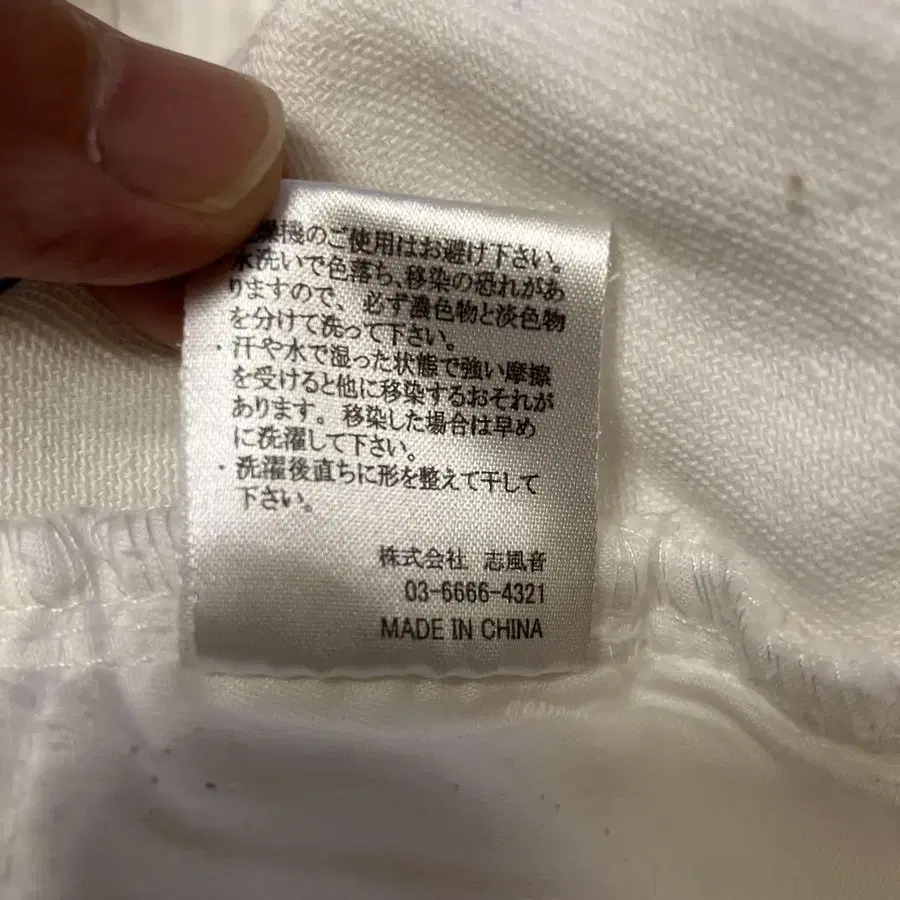 燥機のご使用はお避け下さい。
水洗いで色落ち、移染の恐れがあ
りますので、必ず濃色物と淡色物
を分けて洗って下さい。
・汗や水で湿った状態で強い摩擦
を受けると他に移染するおそれが
あります。移染した場合は早め
に洗濯して下さい。
・洗濯後直ちに形を整えて干して
下さい。
株式会社 志風音
03-6666-4321
MADE IN CHINA